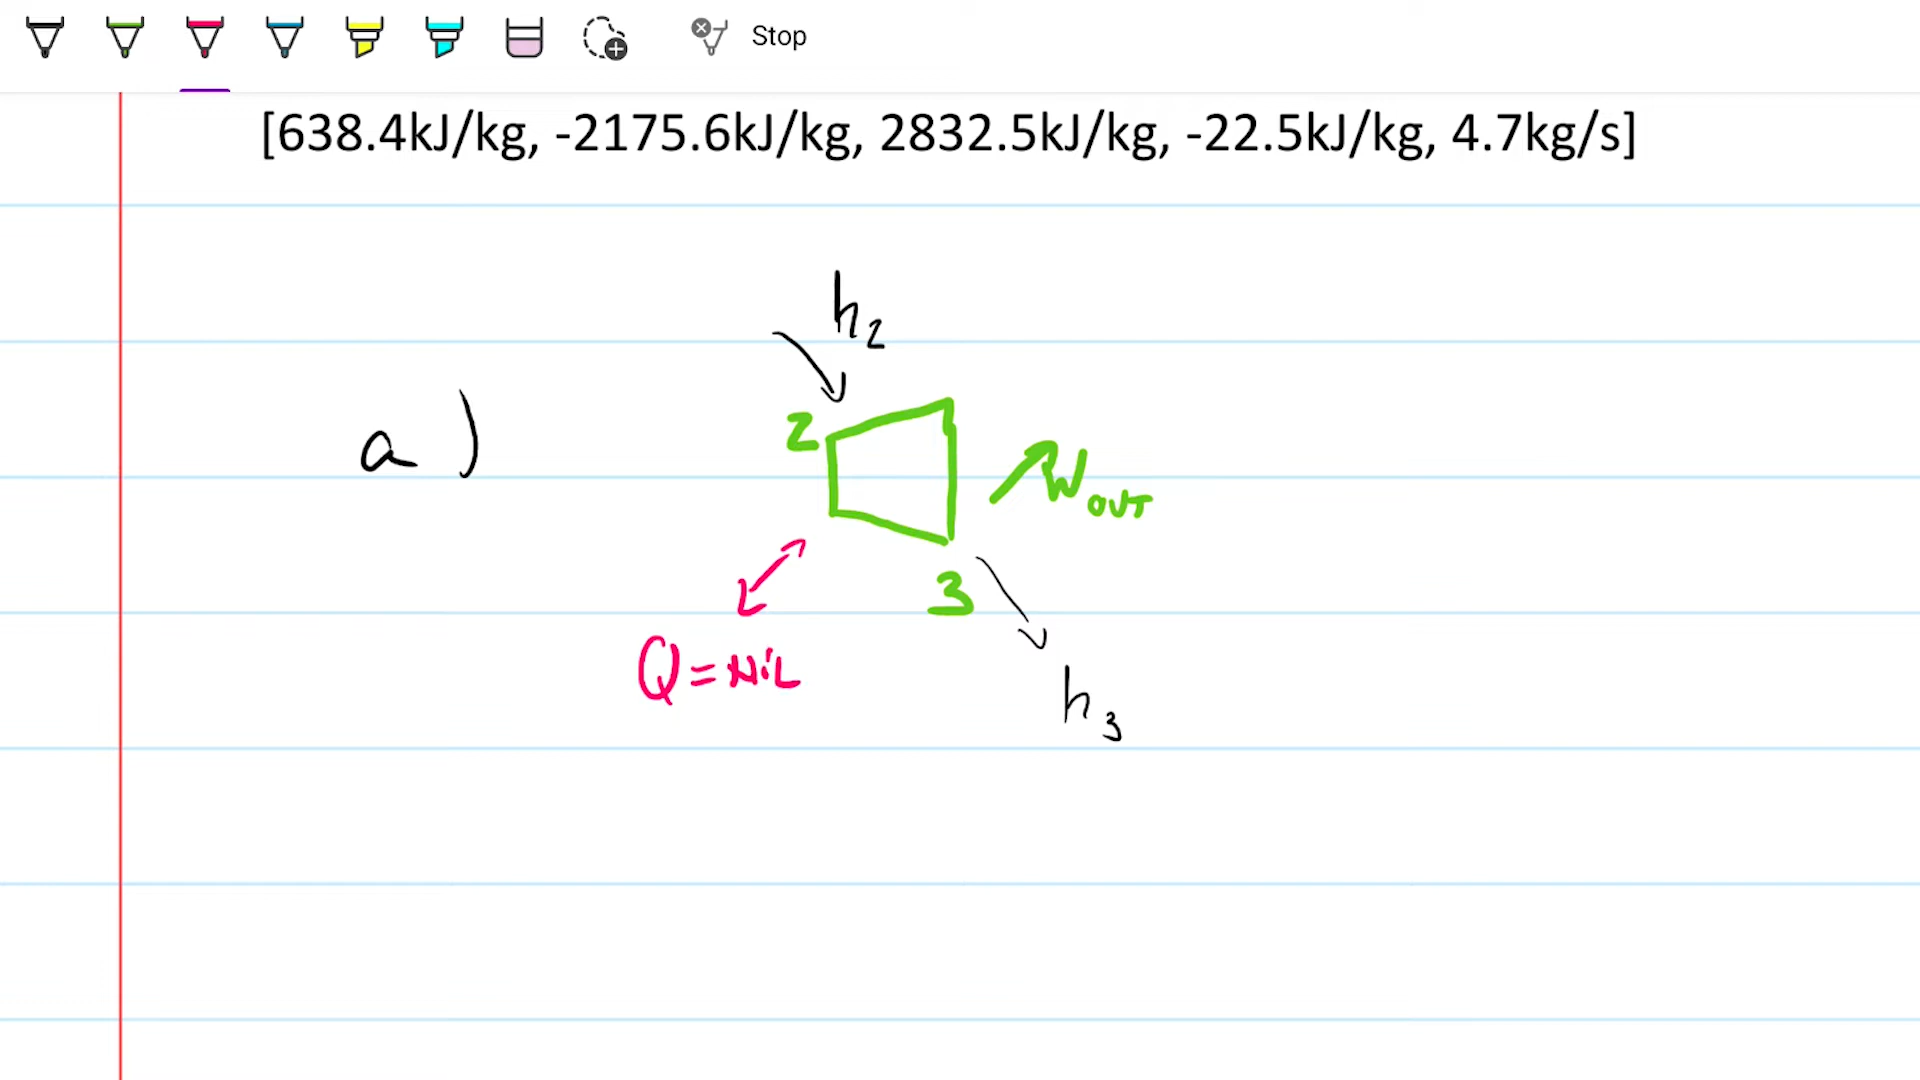 Stop
[638.4kJ/kg, -2175.6kJ/kg, 2832.5kJ/kg, -22.5kJ/kg, 4.7kg/s]
h2
a)
2
WOUT
3
Q=NiL
h3